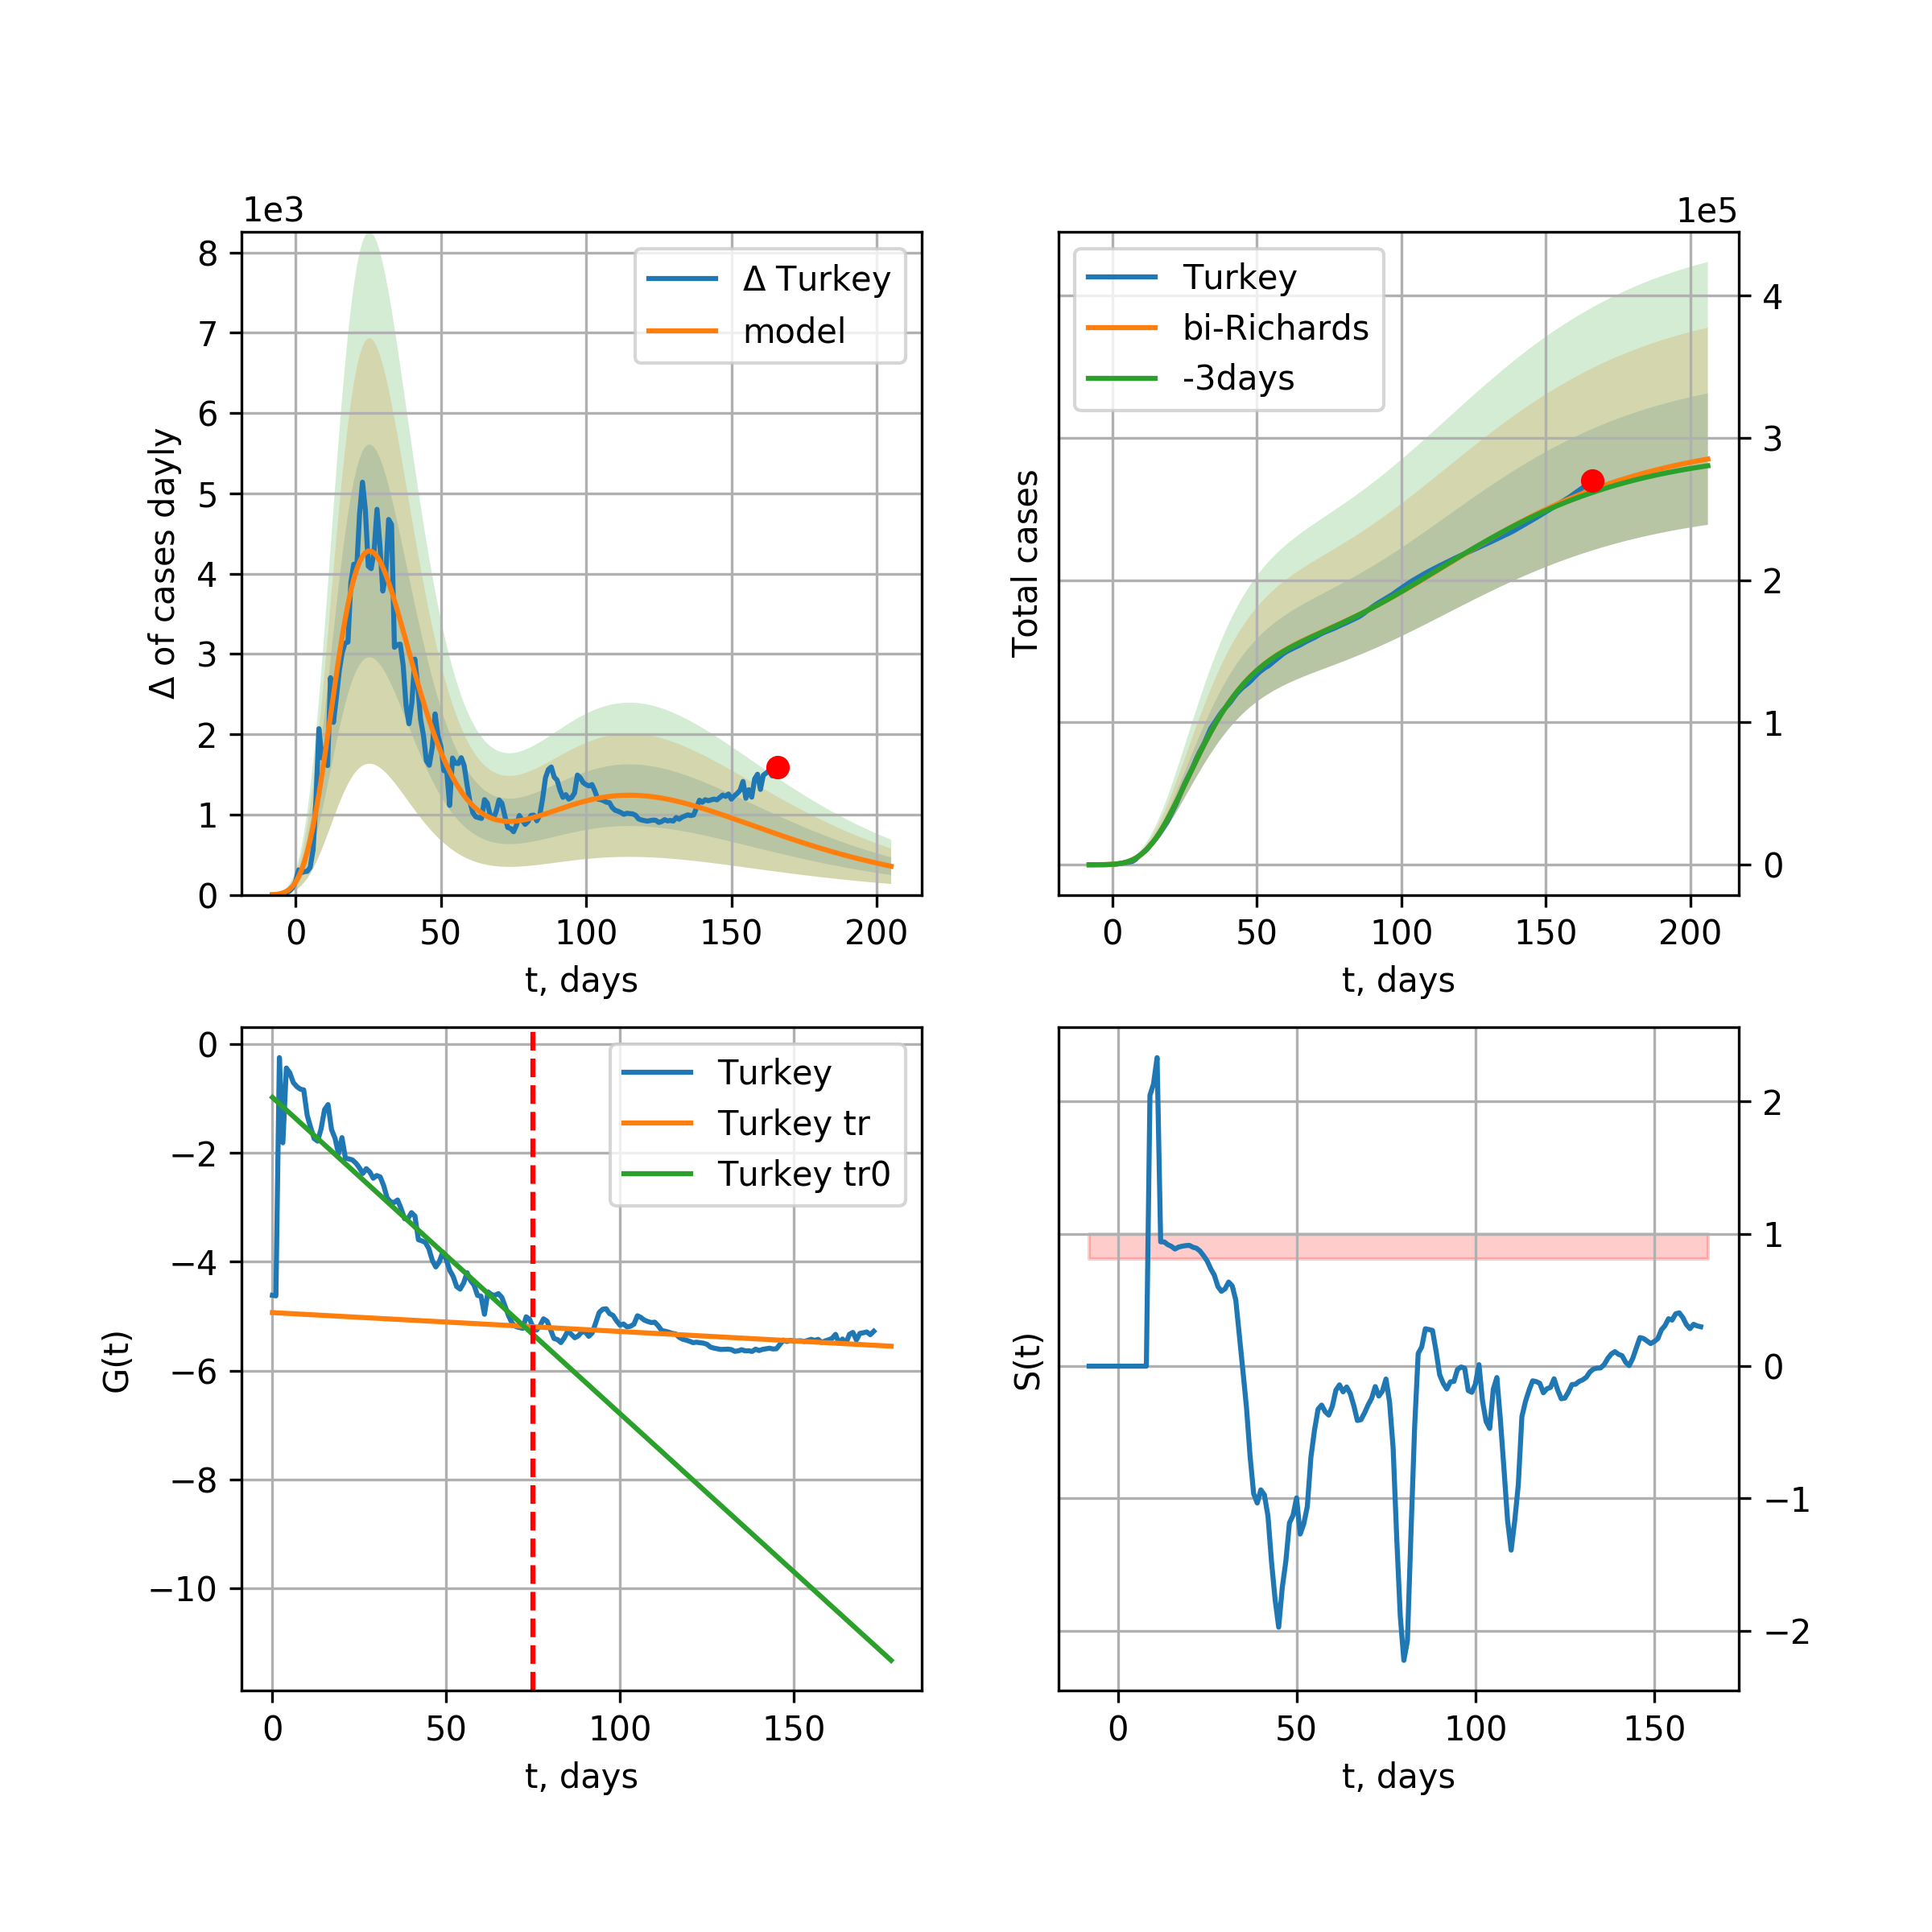 1e3
8
7
6
5
4
3
2
1
0
Δ of cases dayly
Δ Turkey
model
0 50 100 150 200
t, days
1e5
Turkey
bi-Richards
-3days
Total cases
4
3
2
1
0
0 50 100 150 200
t, days
0
−2
−4
−6
−8
−10
G(t)
Turkey
Turkey tr
Turkey tr0
0 50 100 150
t, days
S(t)
2
1
0
−1
−2
0 50 100 150
t, days